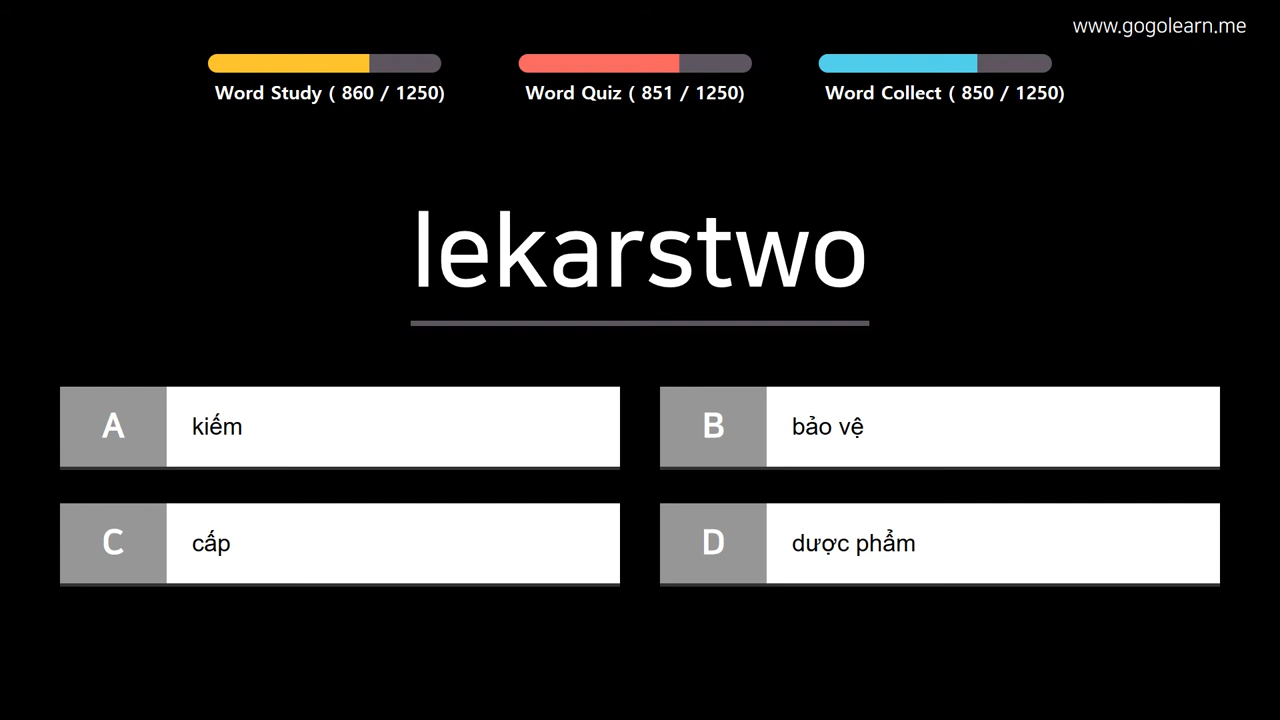 www.gogolearn.me
Word Study ( 860 / 1250)
Word Quiz ( 851 / 1250)
Word Collect ( 850 / 1250)
lekarstwo
A
kiếm
B
bảo vệ
C
cấp
D
dược phẩm